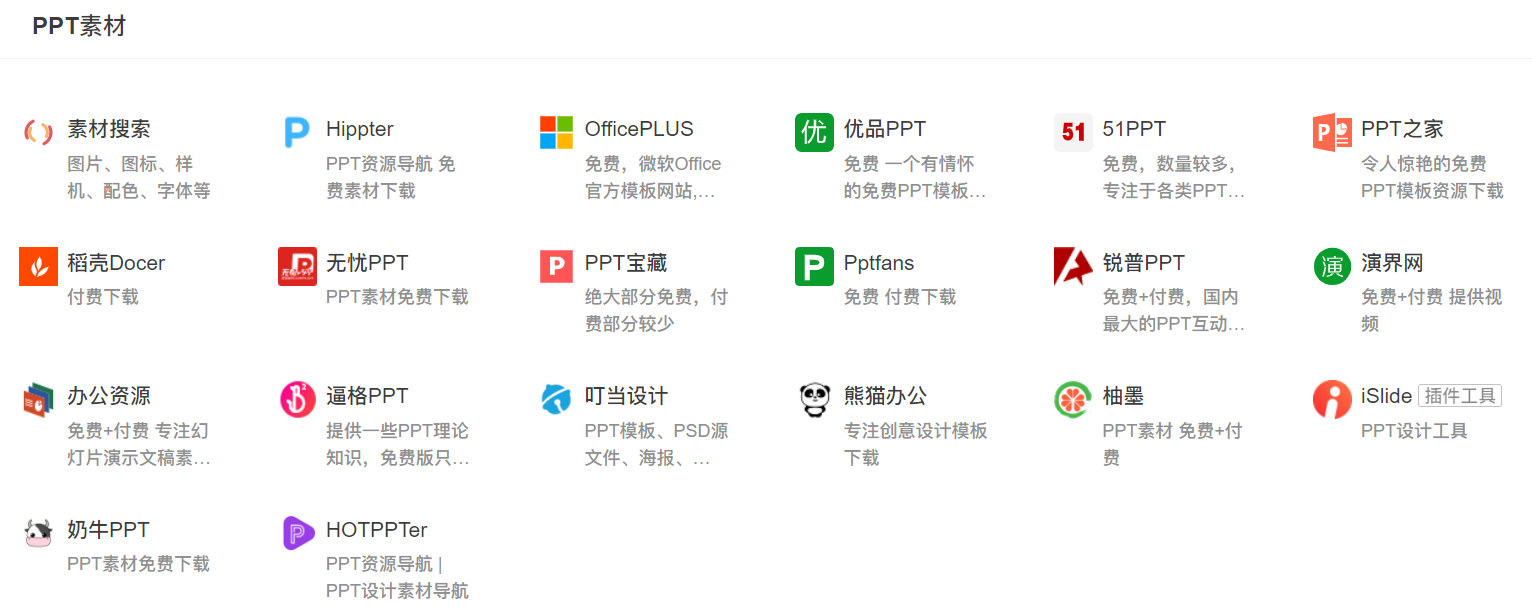 PPT素材
素材搜索
图片、图标、样
机、配色、字体等
Hippter
PPT资源导航 免
费素材下载
OfficePLUS
免费，微软Office
官方模板网站,…
优
优品PPT
免费 一个有情怀
的免费PPT模板…
51
51PPT
免费，数量较多，
专注于各类PPT…
P
PPT之家
令人惊艳的免费
PPT模板资源下载
稻壳Docer
付费下载
无忧PPT
PPT素材免费下载
P
PPT宝藏
绝大部分免费，付
费部分较少
P
Pptfans
免费 付费下载
锐普PPT
免费+付费，国内
最大的PPT互动…
演
演界网
免费+付费 提供视
频
办公资源
免费+付费 专注幻
灯片演示文稿素…
逼格PPT
提供一些PPT理论
知识，免费版只…
叮当设计
PPT模板、PSD源
文件、海报、…
熊猫办公
专注创意设计模板
下载
柚墨
PPT素材 免费+付
费
iSlide 插件工具
PPT设计工具
奶牛PPT
PPT素材免费下载
P
HOTPPTer
PPT资源导航 |
PPT设计素材导航